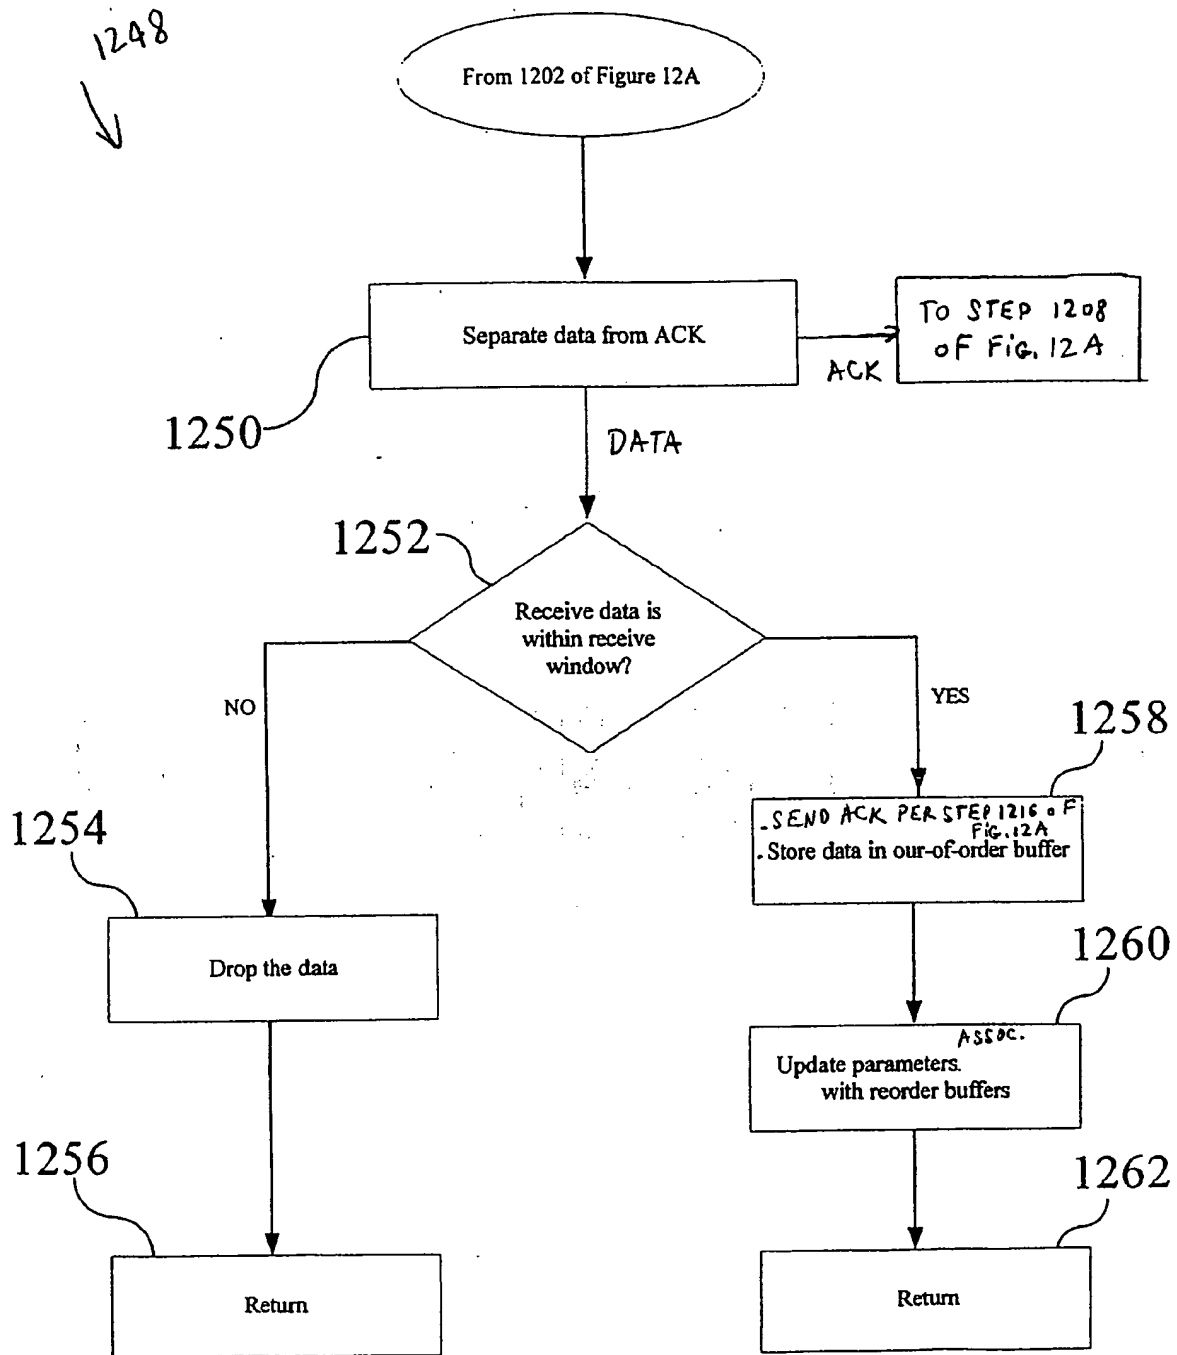 1248
From 1202 of Figure 12A
Separate data from ACK
TO STEP 1208
OF FIG. 12A
ACK
1250
DATA
1252
Receive data is
within receive
window?
NO
YES
1258
- SEND ACK PER STEP 1216 OF
FIG. 12A
- Store data in our-of-order buffer
1254
Drop the data
1260
ASSOC.
Update parameters.
with reorder buffers
1256
Return
1262
Return